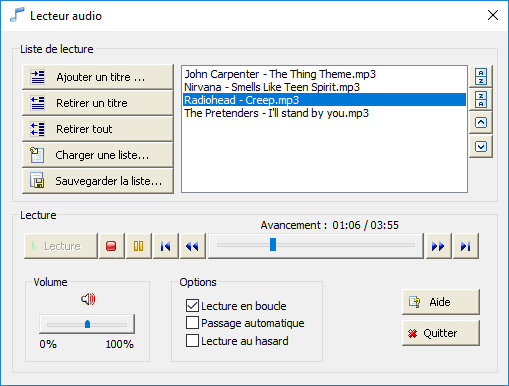 Lecteur audio
Liste de lecture
Ajouter un titre ...
Retirer un titre
Retirer tout
Charger une liste...
Sauvegarder la liste...
John Carpenter - The Thing Theme.mp3
Nirvana - Smells Like Teen Spirit.mp3
Radiohead - Creep.mp3
The Pretenders - I'll stand by you.mp3
A Z
Z A
Lecture
Avancement : 01:06 / 03:55
Lecture
Volume
0% 100%
Options
Lecture en boucle
Passage automatique
Lecture au hasard
Aide
Quitter